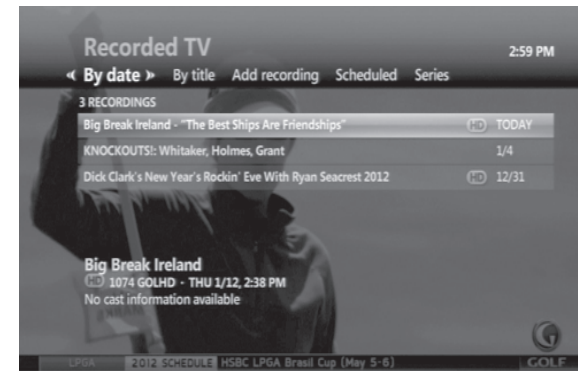 Recorded TV
2:59 PM
« By date » By title Add recording Scheduled Series
3 RECORDINGS
Big Break Ireland - "The Best Ships Are Friendships" HD TODAY
KNOCKOUTS!: Whitaker, Holmes, Grant 1/4
Dick Clark's New Year's Rockin' Eve With Ryan Seacrest 2012 HD 12/31
Big Break Ireland
HD 1074 GOLHD - THU 1/12, 2:38 PM
No cast information available
LPGA 2012 SCHEDULE HSBC LPGA Brasil Cup (May 5-6) GOLF